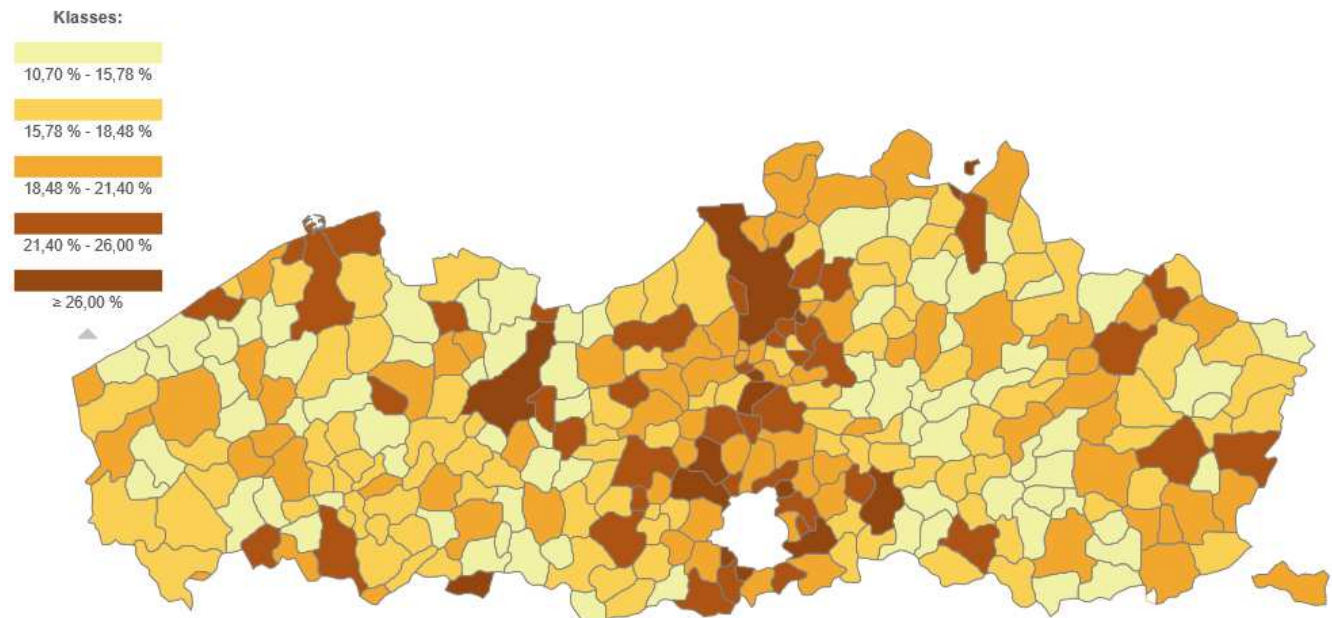 Klasses:
10,70 % - 15,78 %
15,78 % - 18,48 %
18,48 % - 21,40 %
21,40 % - 26,00 %
≥ 26,00 %